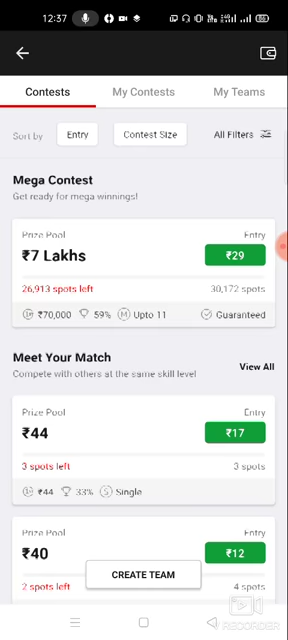 12:37
Contests My Contests My Teams
Sort by Entry Contest Size All Filters
Mega Contest
Get ready for mega winnings!
Prize Pool Entry
₹7 Lakhs ₹29
26,913 spots left 30,172 spots
₹70,000 59% M Upto 11 Guaranteed
Meet Your Match
Compete with others at the same skill level View All
Prize Pool Entry
₹44 ₹17
3 spots left 3 spots
₹44 33% S Single
Prize Pool Entry
₹40 ₹12
CREATE TEAM
2 spots left 4 spots
RECORDER